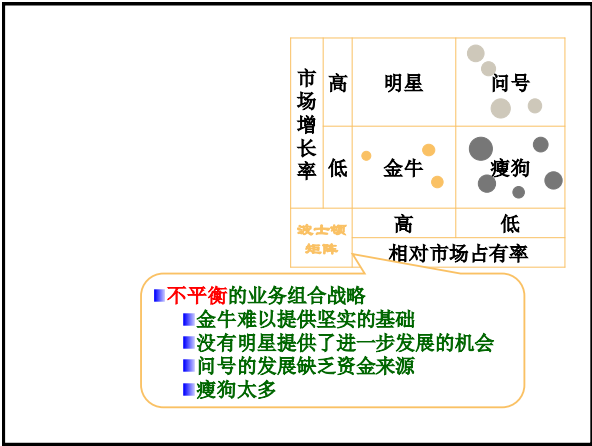 市场增长率
高
明星
问号
低
金牛
瘦狗
波士顿
矩阵
高
低
相对市场占有率
不平衡的业务组合战略
金牛难以提供坚实的基础
没有明星提供了进一步发展的机会
问号的发展缺乏资金来源
瘦狗太多